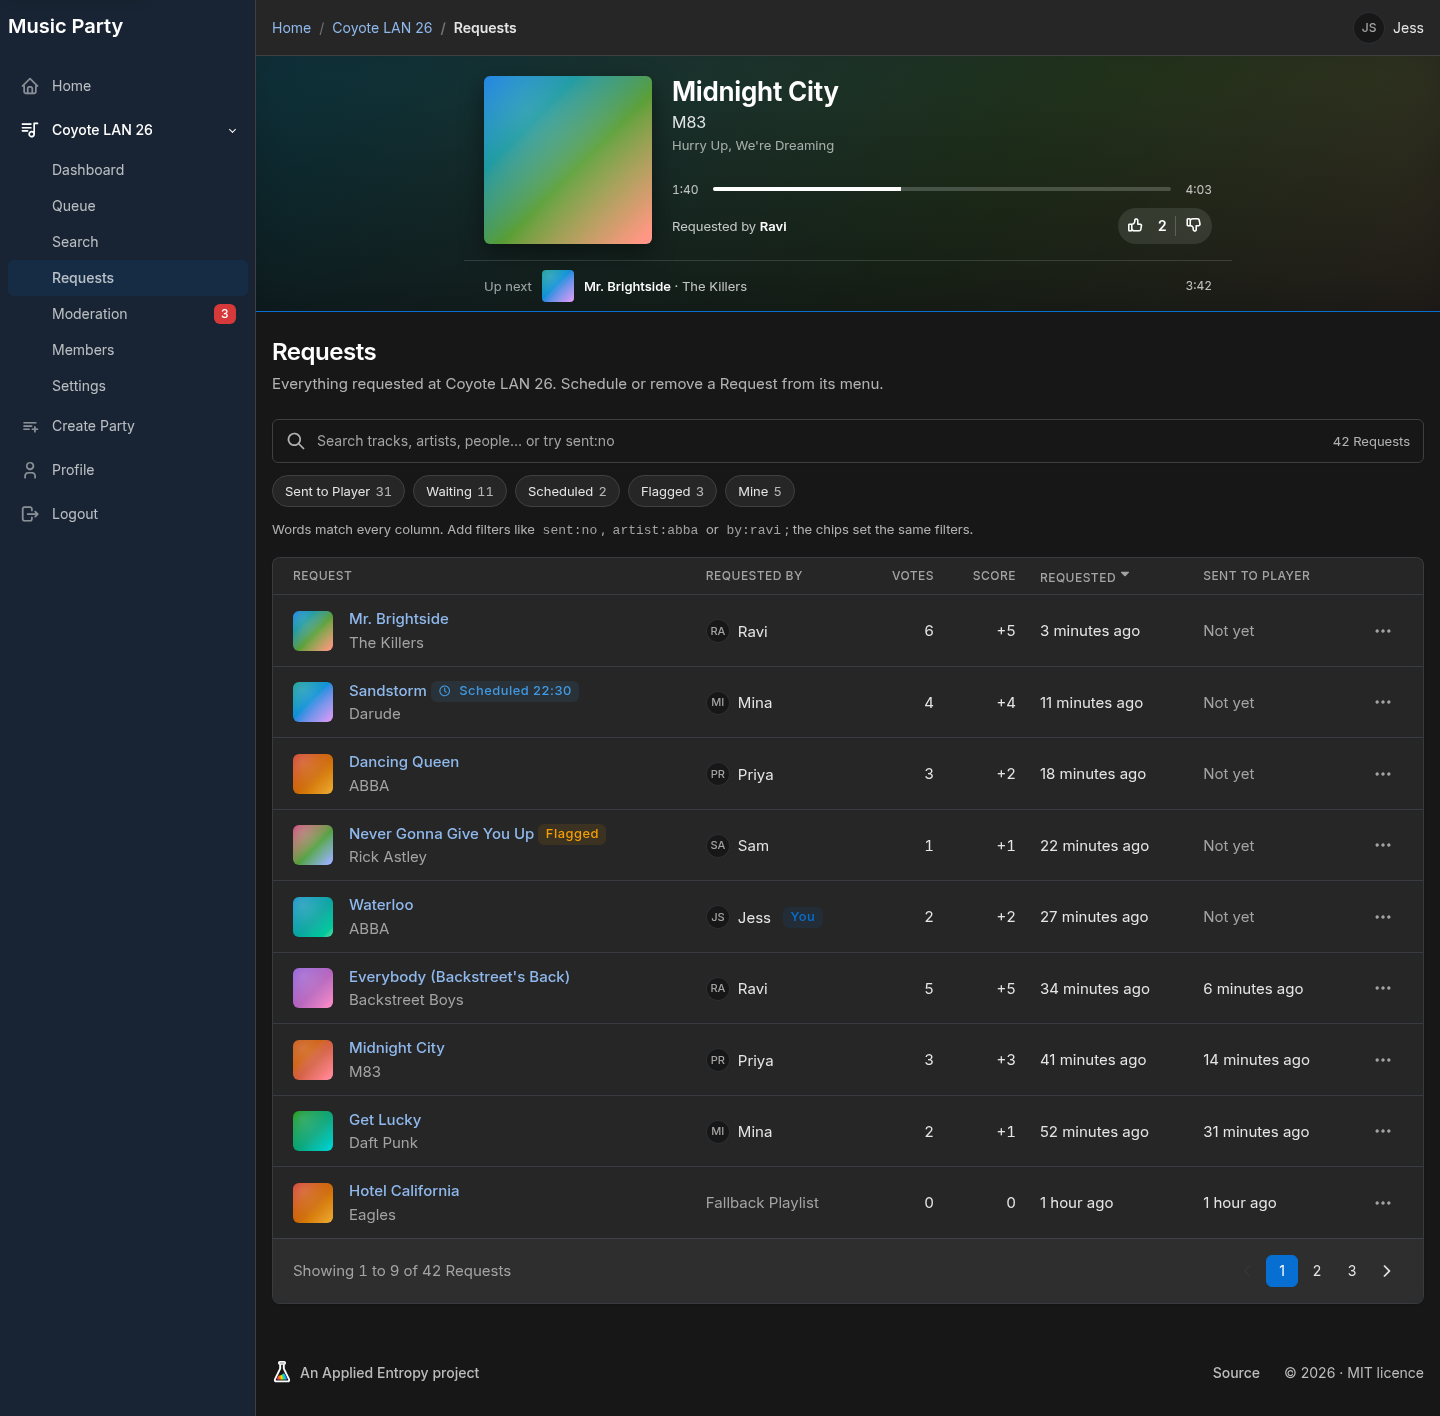 Music Party
Home / Coyote LAN 26 / Requests
JS Jess
Home
Coyote LAN 26
Dashboard
Queue
Search
Requests
Moderation 3
Members
Settings
Create Party
Profile
Logout
Midnight City
M83
Hurry Up, We're Dreaming
1:40 4:03
Requested by Ravi 2
Up next Mr. Brightside · The Killers 3:42
Requests
Everything requested at Coyote LAN 26. Schedule or remove a Request from its menu.
Search tracks, artists, people... or try sent:no 42 Requests
Sent to Player 31 Waiting 11 Scheduled 2 Flagged 3 Mine 5
Words match every column. Add filters like sent:no, artist:abba or by:ravi; the chips set the same filters.
REQUEST REQUESTED BY VOTES SCORE REQUESTED SENT TO PLAYER
Mr. Brightside
The Killers
RA Ravi 6 +5 3 minutes ago Not yet
Sandstorm Scheduled 22:30
Darude
MI Mina 4 +4 11 minutes ago Not yet
Dancing Queen
ABBA
PR Priya 3 +2 18 minutes ago Not yet
Never Gonna Give You Up Flagged
Rick Astley
SA Sam 1 +1 22 minutes ago Not yet
Waterloo
ABBA
JS Jess You 2 +2 27 minutes ago Not yet
Everybody (Backstreet's Back)
Backstreet Boys
RA Ravi 5 +5 34 minutes ago 6 minutes ago
Midnight City
M83
PR Priya 3 +3 41 minutes ago 14 minutes ago
Get Lucky
Daft Punk
MI Mina 2 +1 52 minutes ago 31 minutes ago
Hotel California
Eagles
Fallback Playlist 0 0 1 hour ago 1 hour ago
Showing 1 to 9 of 42 Requests 1 2 3
An Applied Entropy project Source © 2026 · MIT licence